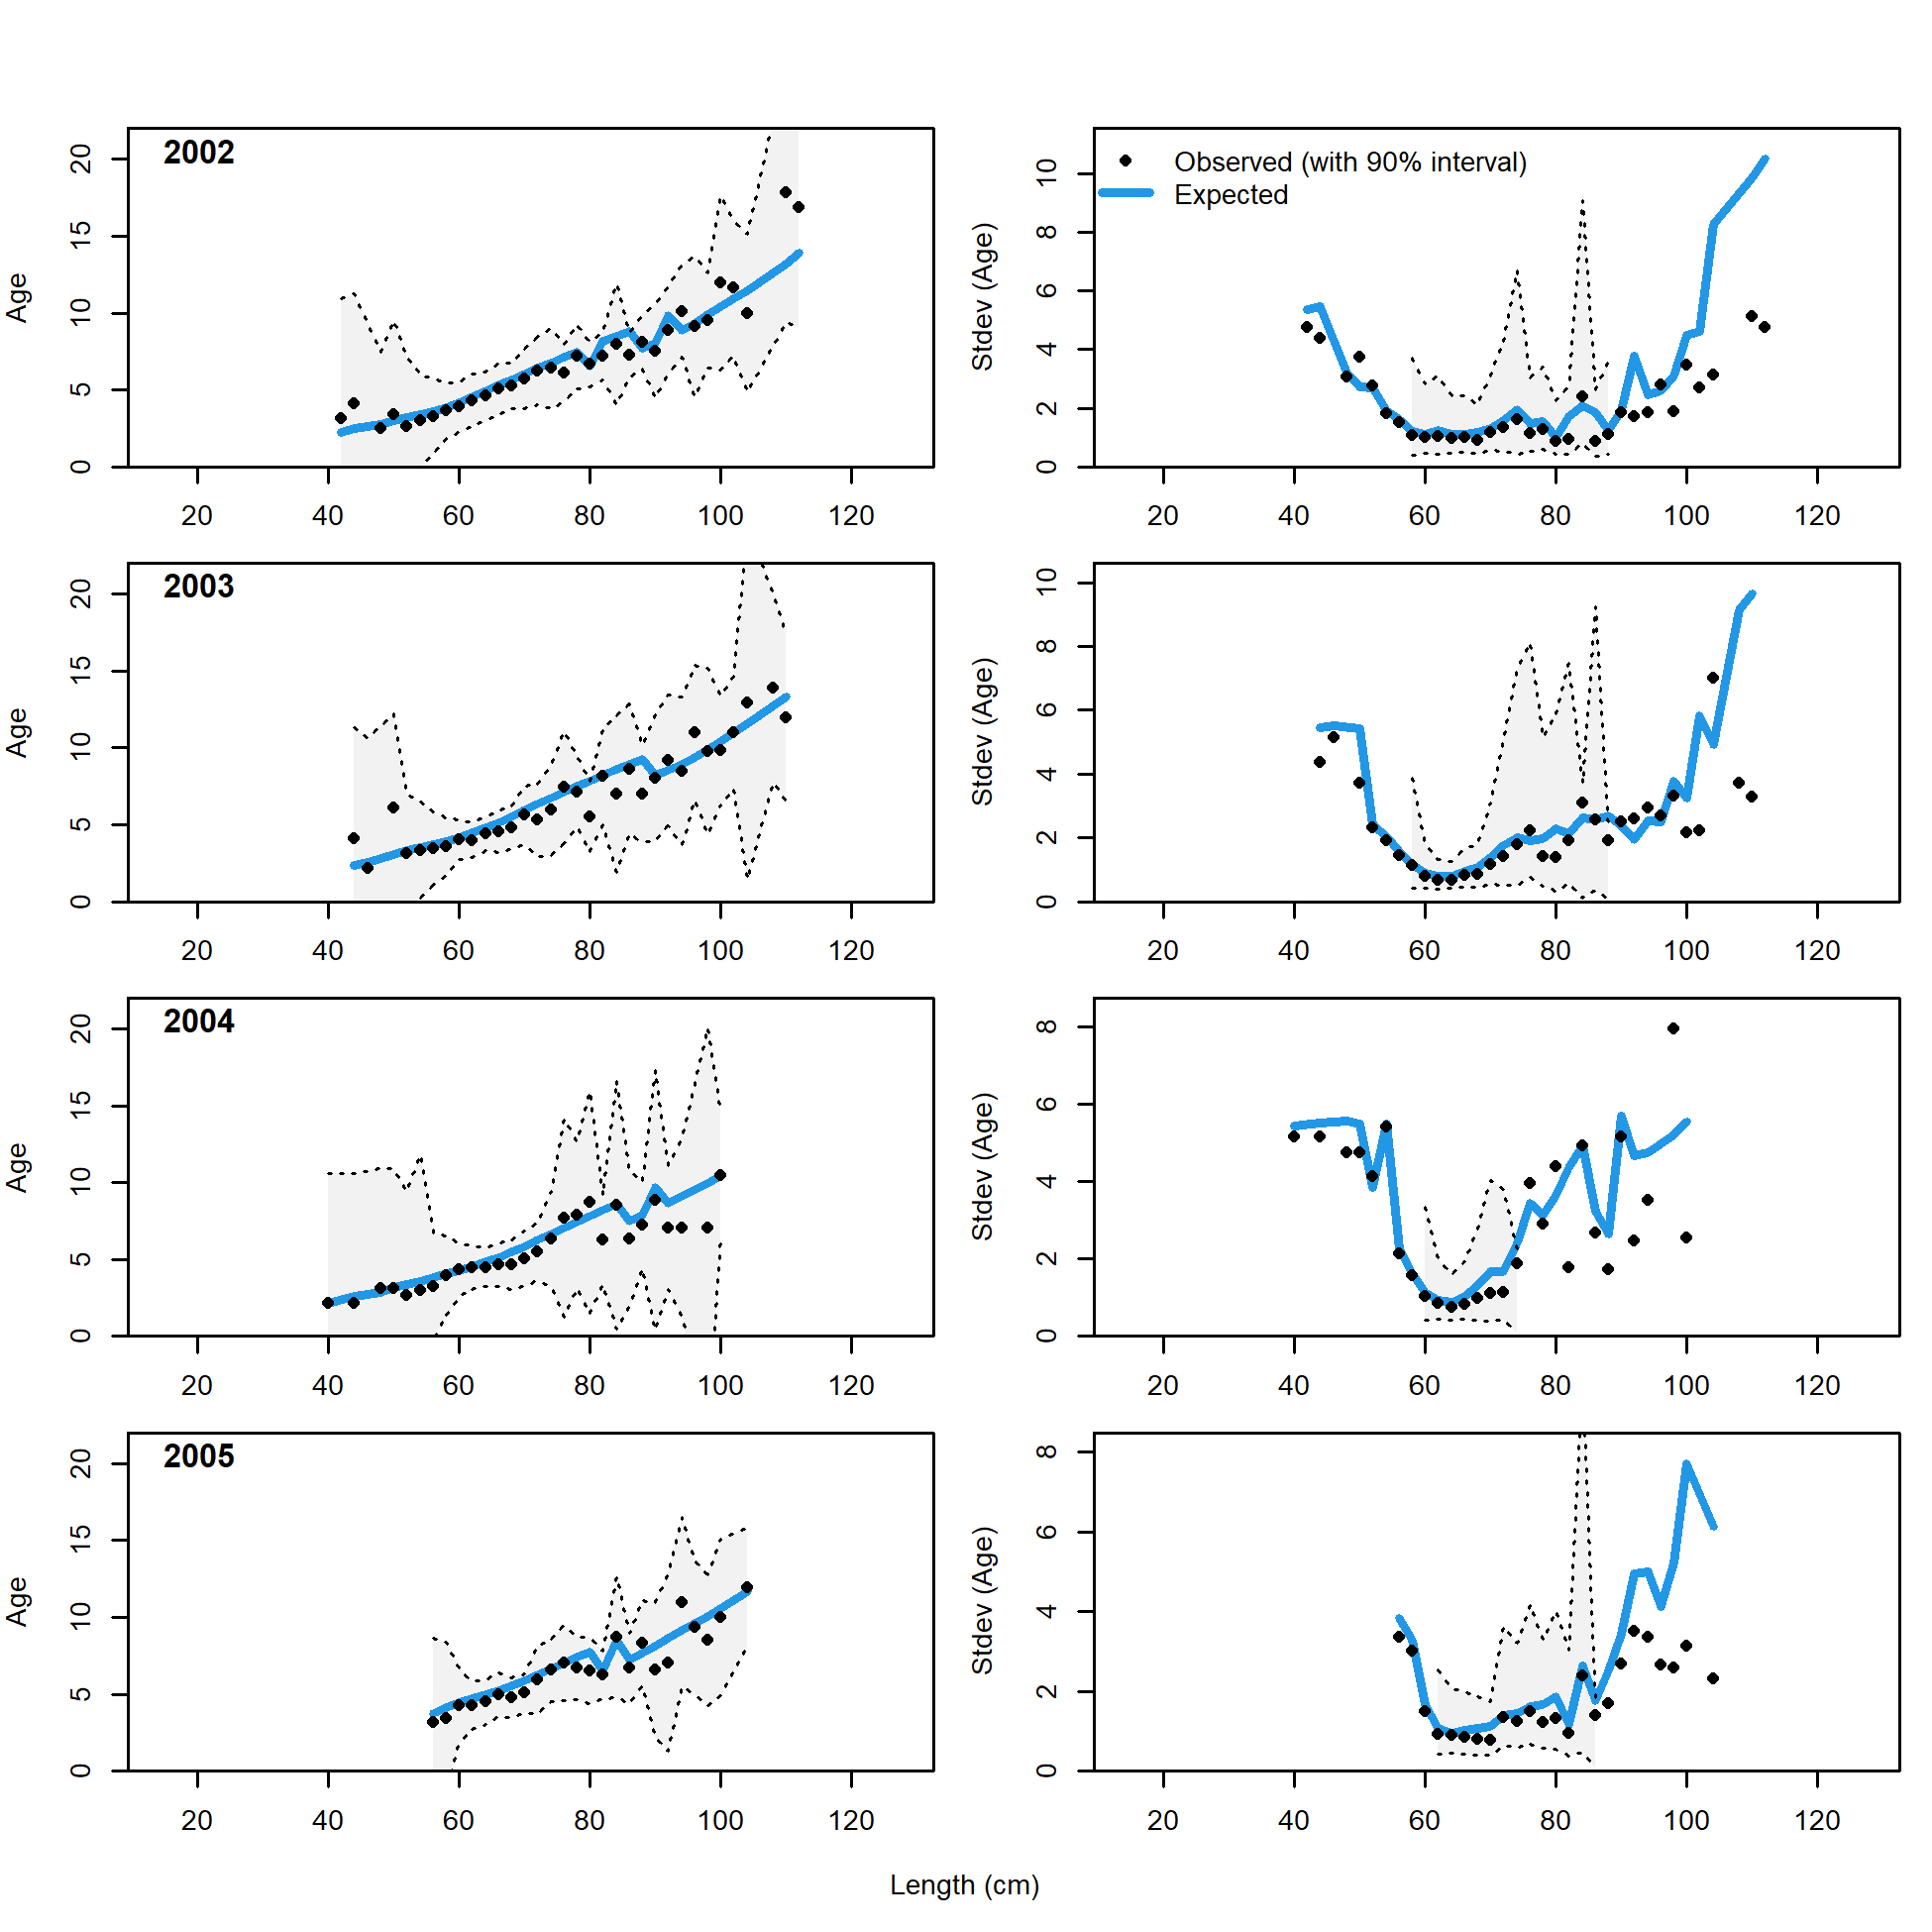 2002
Age
0 5 10 15 20
20 40 60 80 100 120
Observed (with 90% interval)
Expected
Stdev (Age)
0 2 4 6 8 10
20 40 60 80 100 120
2003
Age
0 5 10 15 20
20 40 60 80 100 120
Stdev (Age)
0 2 4 6 8 10
20 40 60 80 100 120
2004
Age
0 5 10 15 20
20 40 60 80 100 120
Stdev (Age)
0 2 4 6 8
20 40 60 80 100 120
2005
Age
0 5 10 15 20
20 40 60 80 100 120
Stdev (Age)
0 2 4 6 8
20 40 60 80 100 120
Length (cm)